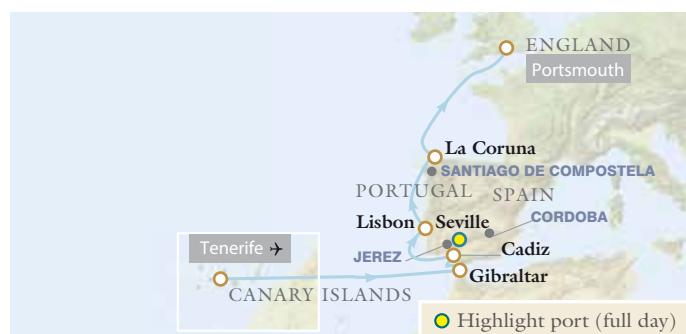 ENGLAND
Portsmouth
La Coruna
SANTIAGO DE COMPOSTELA
PORTUGAL SPAIN
Lisbon Seville CORDOBA
Tenerife JEREZ Cadiz
Gibraltar
CANARY ISLANDS
Highlight port (full day)